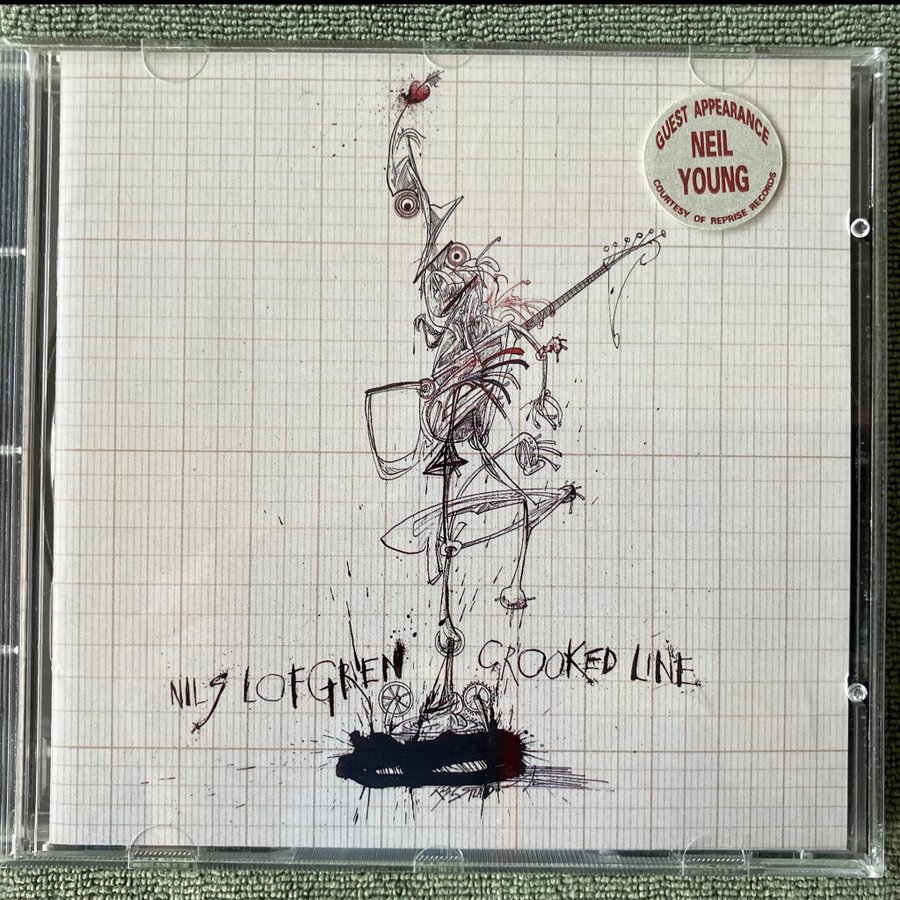 GUEST APPEARANCE
NEIL
YOUNG
COURTESY OF REPRISE RECORDS
NILS LOFGREN
CROOKED LINE